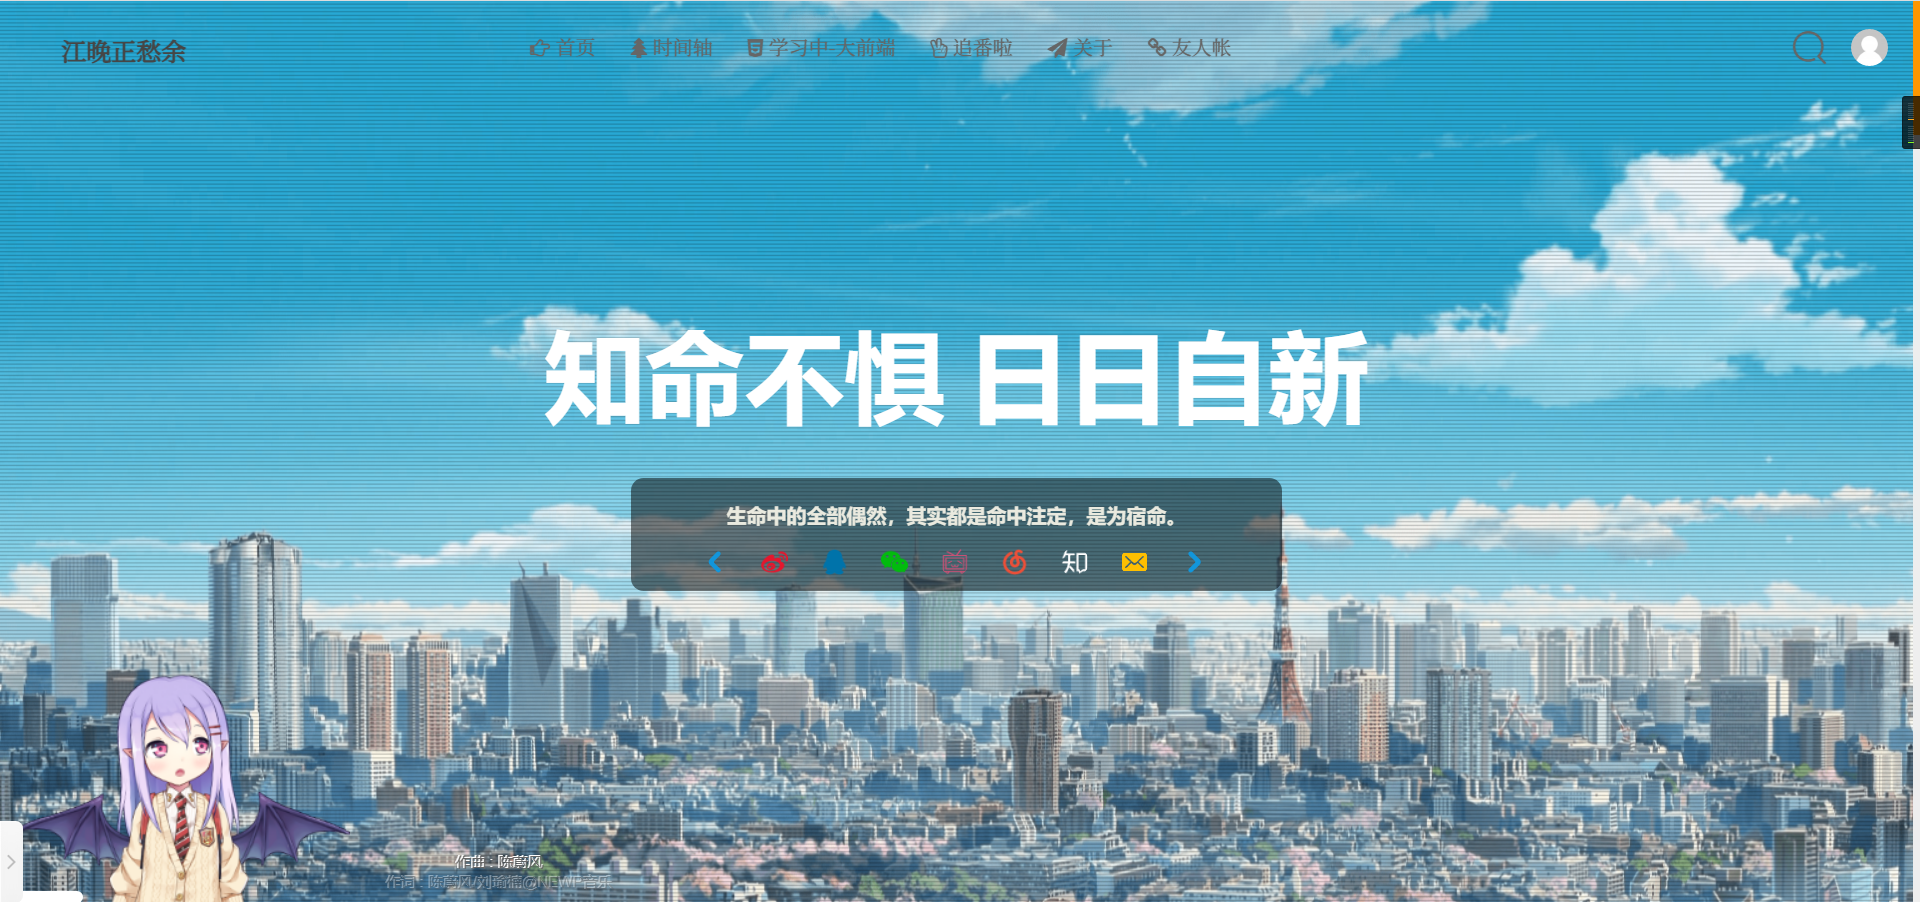 江晚正愁余
首页 时间轴 学习中-大前端 追番啦 关于 友人帐
知命不惧 日日自新
生命中的全部偶然，其实都是命中注定，是为宿命。
知
作曲 : 陈鹰风